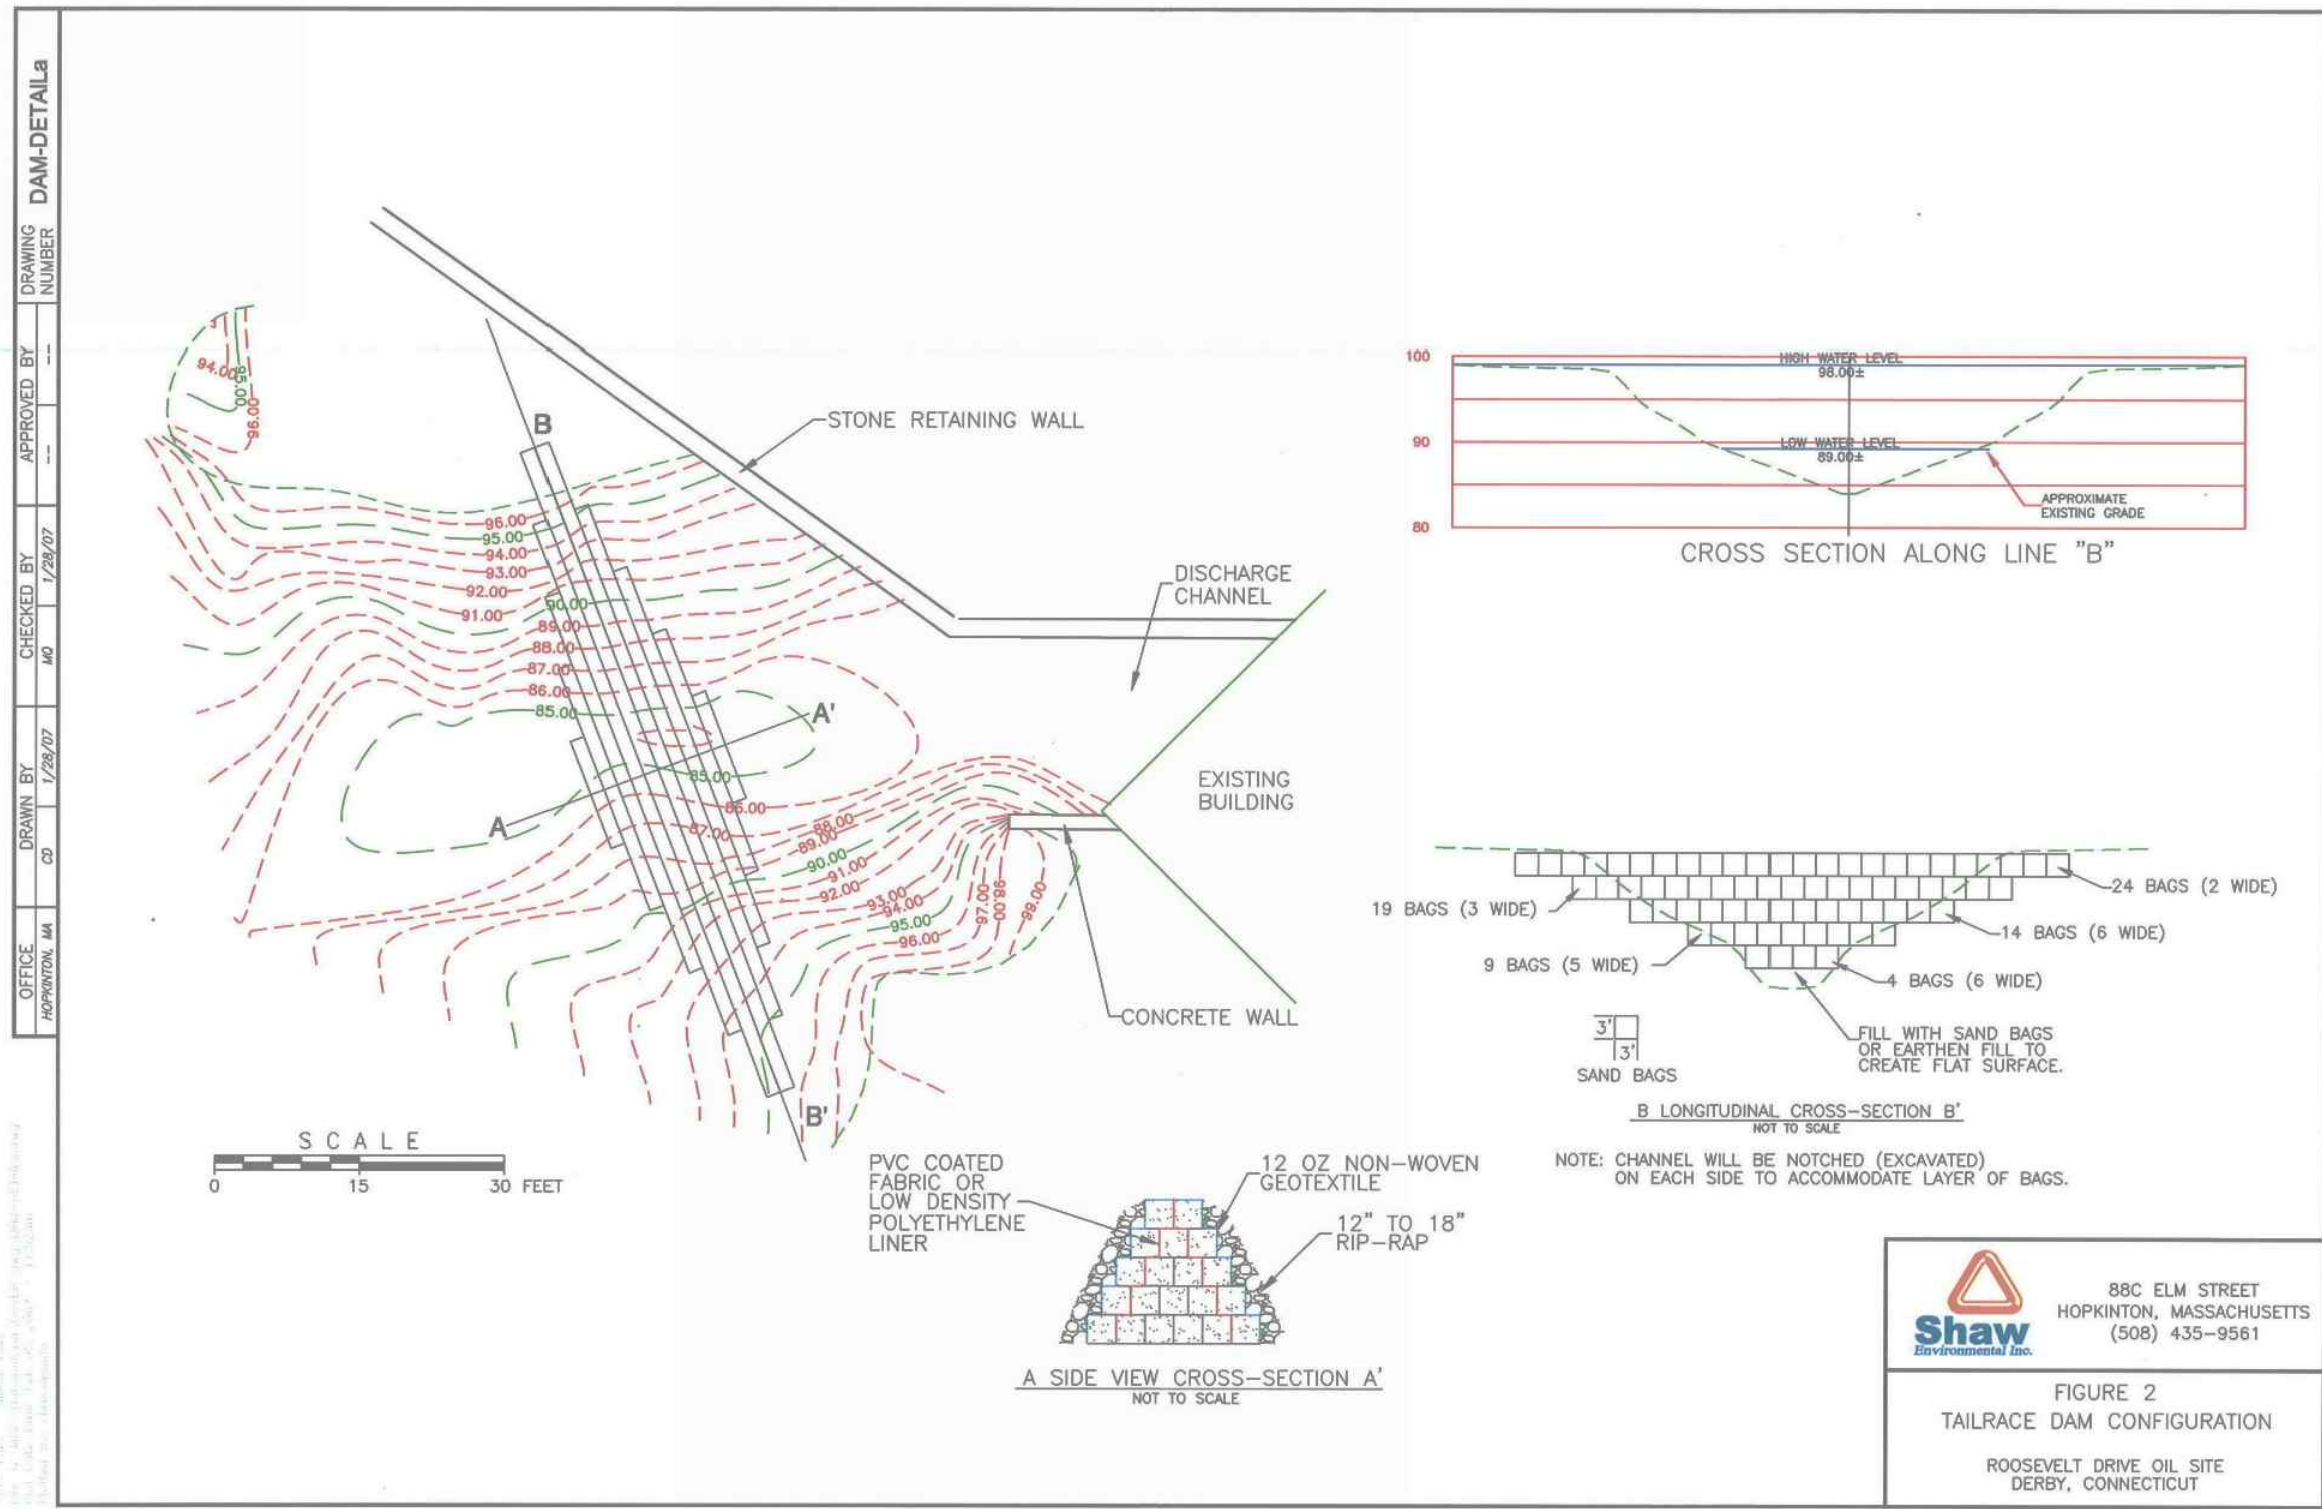 DRAWING
NUMBER
DAM-DETAILa
APPROVED BY
--
--
CHECKED BY
MO
1/28/07
DRAWN BY
CD
1/28/07
OFFICE
HOPKINTON, MA
94.00
95.00
96.00
B
STONE RETAINING WALL
96.00
95.00
94.00
93.00
92.00
91.00
90.00
89.00
88.00
87.00
86.00
85.00
A'
A
85.00
86.00
87.00
88.00
89.00
90.00
91.00
92.00
93.00
94.00
95.00
96.00
97.00
98.00
99.00
B'
DISCHARGE
CHANNEL
EXISTING
BUILDING
CONCRETE WALL
SCALE
0 15 30 FEET
100
90
80
HIGH WATER LEVEL
98.00±
LOW WATER LEVEL
89.00±
APPROXIMATE
EXISTING GRADE
CROSS SECTION ALONG LINE "B"
24 BAGS (2 WIDE)
19 BAGS (3 WIDE)
14 BAGS (6 WIDE)
9 BAGS (5 WIDE)
4 BAGS (6 WIDE)
3'
3'
SAND BAGS
FILL WITH SAND BAGS
OR EARTHEN FILL TO
CREATE FLAT SURFACE.
B LONGITUDINAL CROSS-SECTION B'
NOT TO SCALE
NOTE: CHANNEL WILL BE NOTCHED (EXCAVATED)
ON EACH SIDE TO ACCOMMODATE LAYER OF BAGS.
PVC COATED
FABRIC OR
LOW DENSITY
POLYETHYLENE
LINER
12 OZ NON-WOVEN
GEOTEXTILE
12" TO 18"
RIP-RAP
A SIDE VIEW CROSS-SECTION A'
NOT TO SCALE
Shaw
Environmental Inc.
88C ELM STREET
HOPKINTON, MASSACHUSETTS
(508) 435-9561
FIGURE 2
TAILRACE DAM CONFIGURATION
ROOSEVELT DRIVE OIL SITE
DERBY, CONNECTICUT